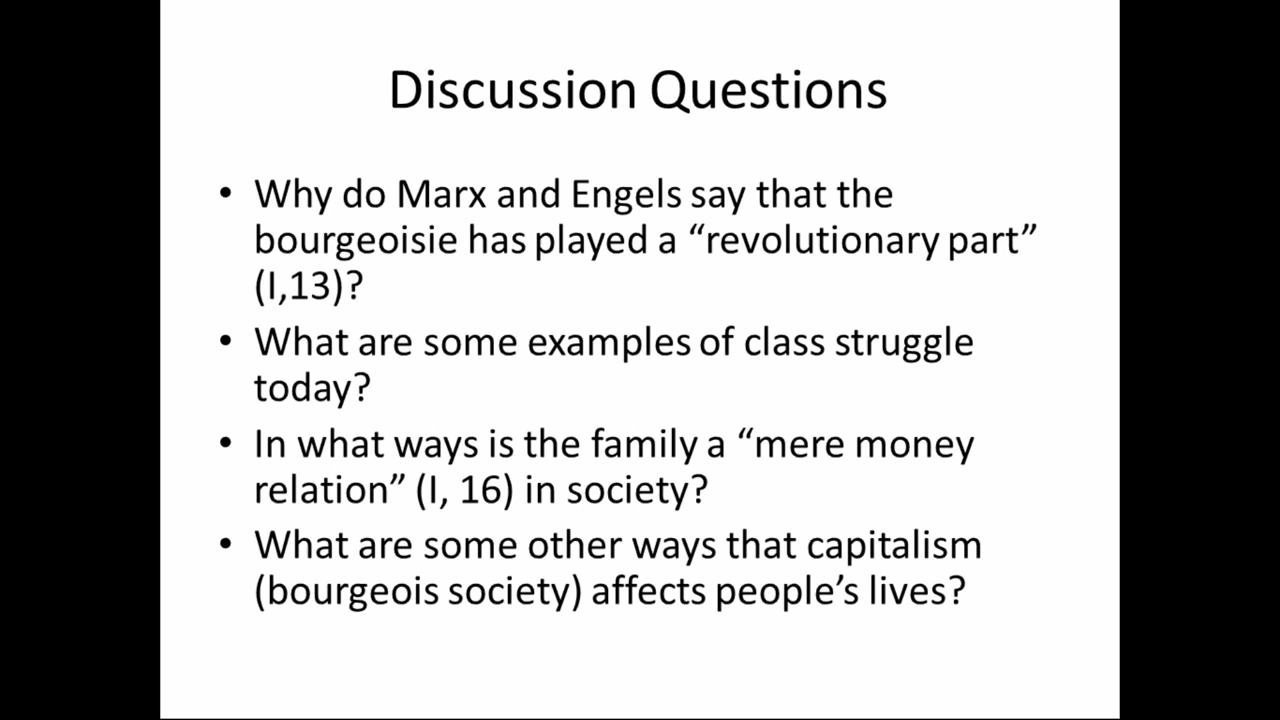 Discussion Questions
• Why do Marx and Engels say that the
bourgeoisie has played a “revolutionary part”
(I,13)?
• What are some examples of class struggle
today?
• In what ways is the family a “mere money
relation” (I, 16) in society?
• What are some other ways that capitalism
(bourgeois society) affects people’s lives?